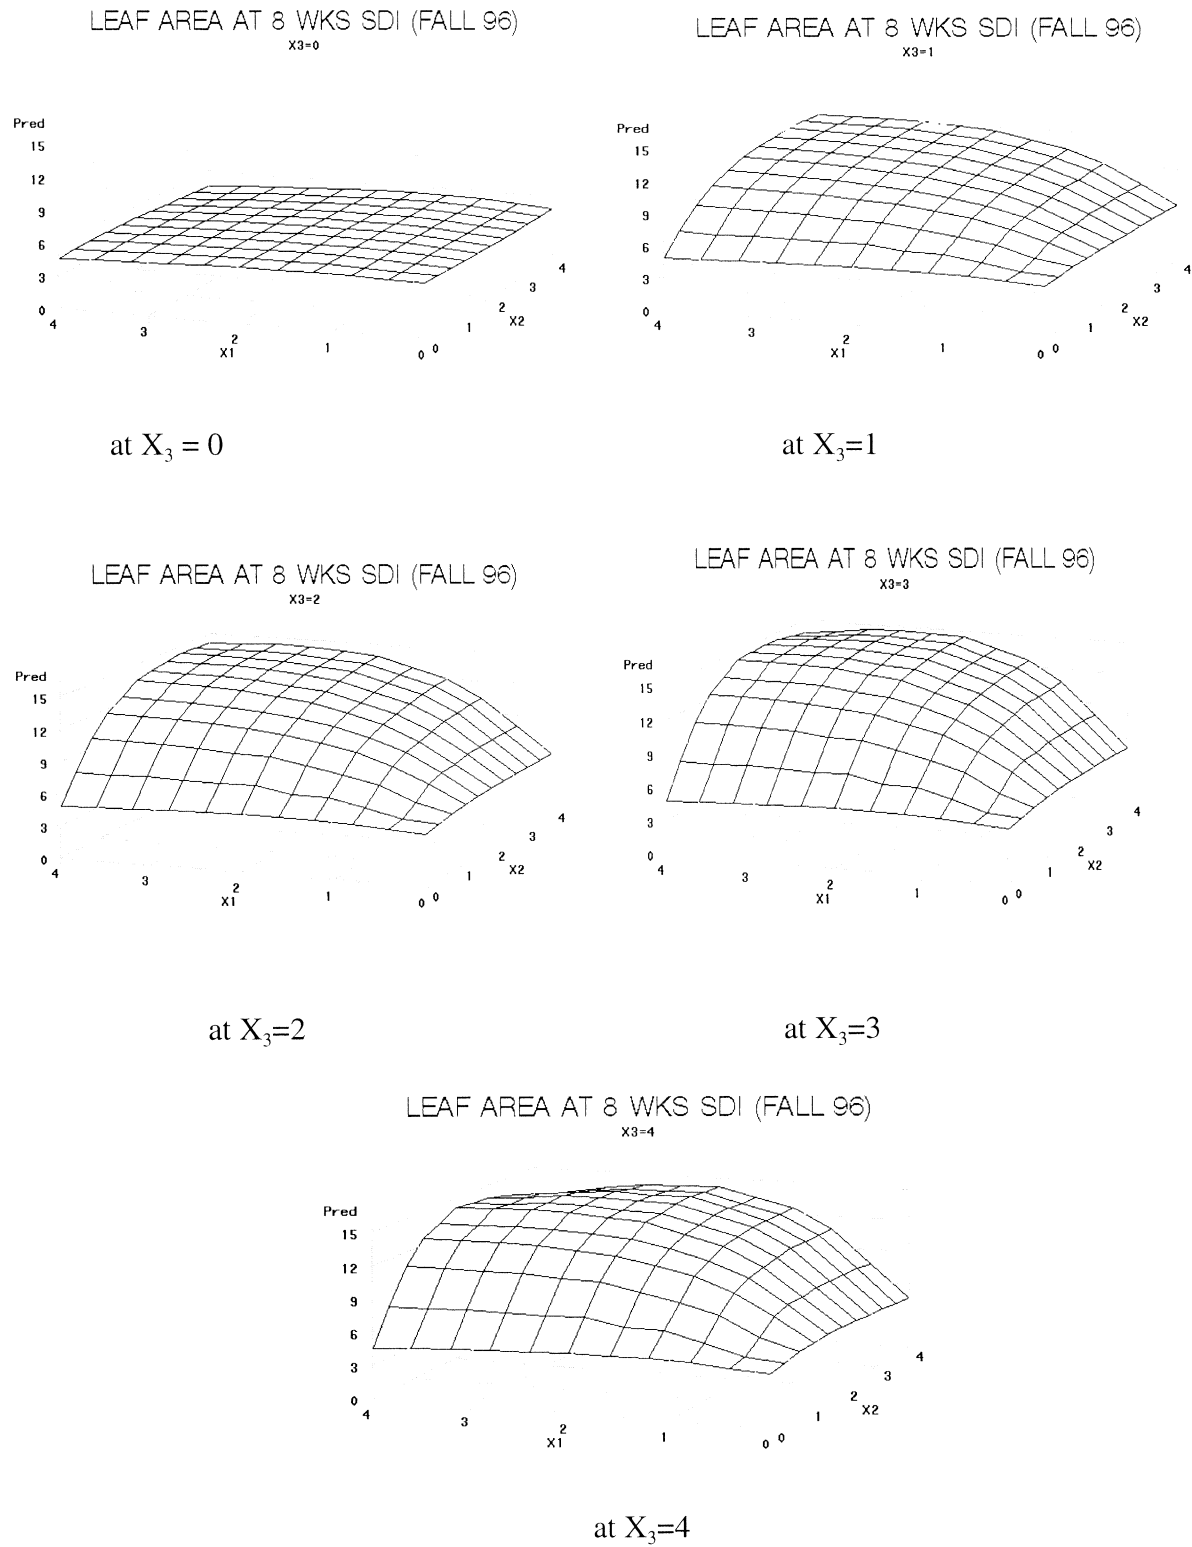 LEAF AREA AT 8 WKS SDI (FALL 96)
X3=0
Pred
15
12
9
6
3
0
4
3
2
X1
1
0
0
1
2
X2
3
4
at X3 = 0
LEAF AREA AT 8 WKS SDI (FALL 96)
X3=1
Pred
15
12
9
6
3
0
4
3
2
X1
1
0
0
1
2
X2
3
4
at X3=1
LEAF AREA AT 8 WKS SDI (FALL 96)
X3=2
Pred
15
12
9
6
3
0
4
3
2
X1
1
0
0
1
2
X2
3
4
at X3=2
LEAF AREA AT 8 WKS SDI (FALL 96)
X3=3
Pred
15
12
9
6
3
0
4
3
2
X1
1
0
0
1
2
X2
3
4
at X3=3
LEAF AREA AT 8 WKS SDI (FALL 96)
X3=4
Pred
15
12
9
6
3
0
4
3
2
X1
1
0
0
1
2
X2
3
4
at X3=4